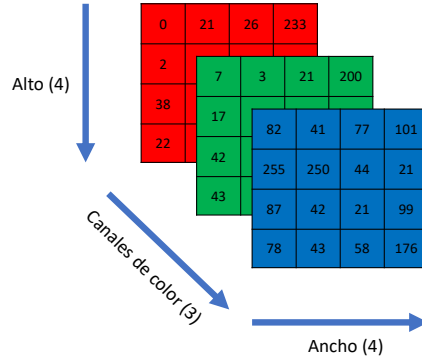 0 21 26 233
2
38
22
7 3 21 200
17
42
43
82 41 77 101
255 250 44 21
87 42 21 99
78 43 58 176
Alto (4)
Canales de color (3)
Ancho (4)